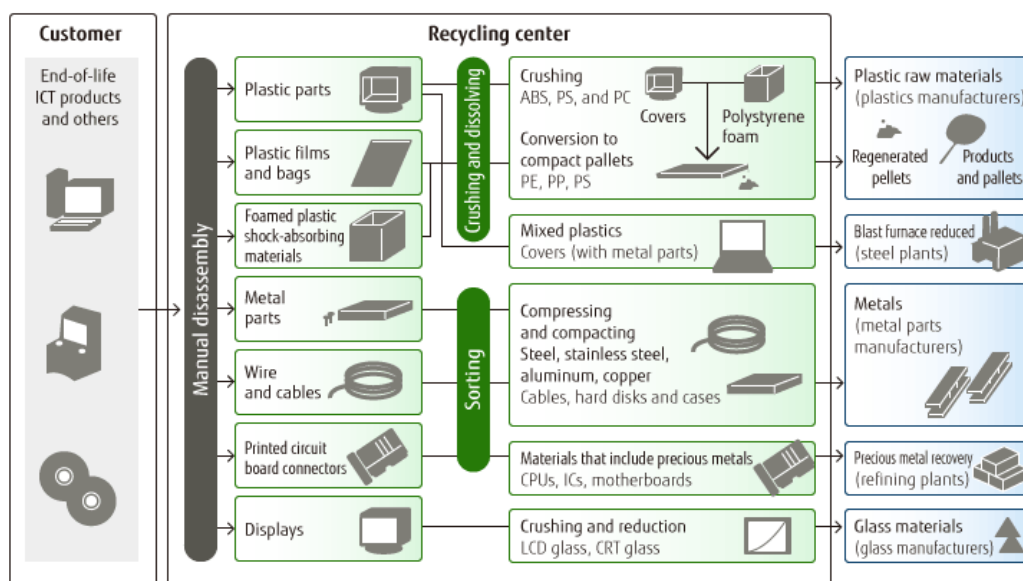 Customer
End-of-life
ICT products
and others
Recycling center
Manual disassembly
Plastic parts
Plastic films
and bags
Foamed plastic
shock-absorbing
materials
Metal
parts
Wire
and cables
Printed circuit
board connectors
Displays
Crushing and dissolving
Sorting
Crushing
ABS, PS, and PC
Covers
Polystyrene
foam
Conversion to
compact pallets
PE, PP, PS
Mixed plastics
Covers (with metal parts)
Compressing
and compacting
Steel, stainless steel,
aluminum, copper
Cables, hard disks and cases
Materials that include precious metals
CPUs, ICs, motherboards
Crushing and reduction
LCD glass, CRT glass
Plastic raw materials
(plastics manufacturers)
Regenerated
pellets
Products
and pallets
Blast furnace reduced
(steel plants)
Metals
(metal parts
manufacturers)
Precious metal recovery
(refining plants)
Glass materials
(glass manufacturers)